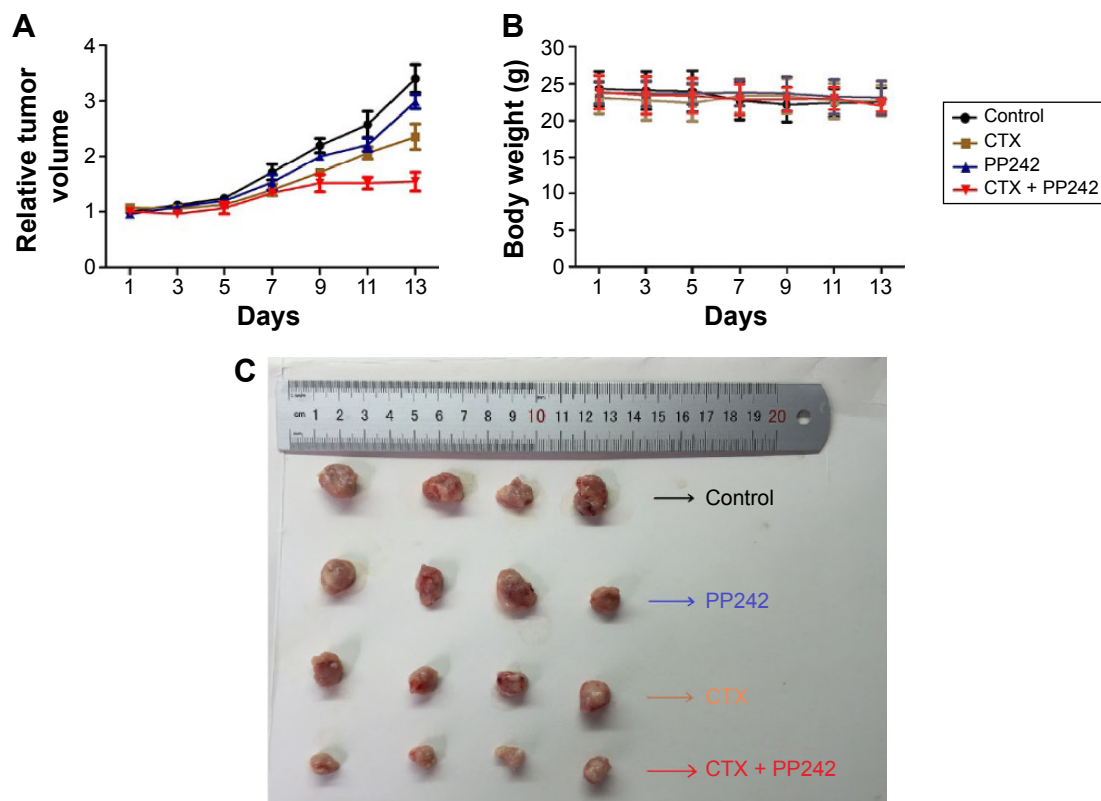 A
Relative tumor
volume
4
3
2
1
0
1 3 5 7 9 11 13
Days
B
Body weight (g)
30
25
20
15
10
5
0
1 3 5 7 9 11 13
Days
Control
CTX
PP242
CTX + PP242
C
cm 1 2 3 4 5 6 7 8 9 10 11 12 13 14 15 16 17 18 19 20
Control
PP242
CTX
CTX + PP242